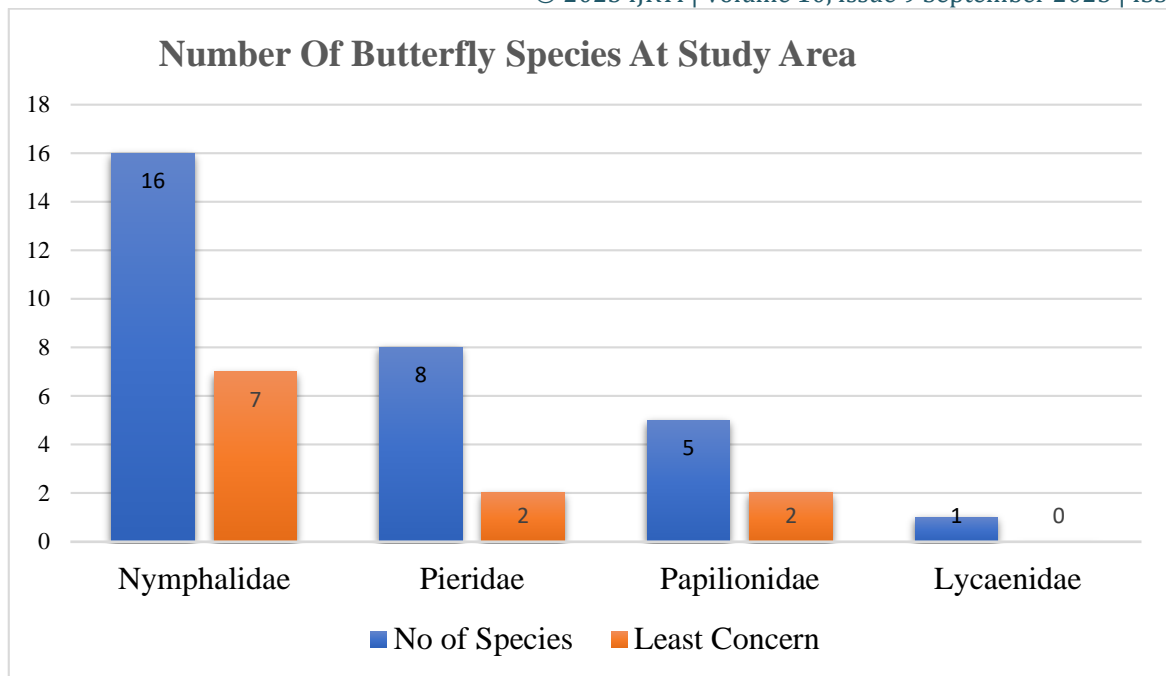 Number Of Butterfly Species At Study Area
18
16
14
12
10
8
6
4
2
0
16
7
8
2
5
2
1
0
Nymphalidae
Pieridae
Papilionidae
Lycaenidae
No of Species
Least Concern